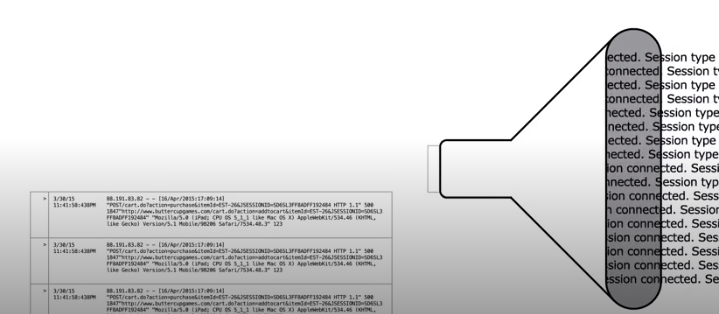 > 3/30/15 88.191.83.82 - - [16/Apr/2015:17:09:14]
11:41:58:438PM "POST/cart.do?action=purchase&itemId=EST-26&JSESSIONID=SD6SL3FF8ADFF192484 HTTP 1.1" 500
1847"http://www.buttercupgames.com/cart.do?action=addtocart&itemId=EST-26&JSESSIONID=SD6SL3
FF8ADFF192484" "Mozilla/5.0 (iPad; CPU OS 5_1_1 like Mac OS X) AppleWebKit/534.46 (KHTML,
like Gecko) Version/5.1 Mobile/9B206 Safari/7534.48.3" 123
> 3/30/15 88.191.83.82 - - [16/Apr/2015:17:09:14]
11:41:58:438PM "POST/cart.do?action=purchase&itemId=EST-26&JSESSIONID=SD6SL3FF8ADFF192484 HTTP 1.1" 500
1847"http://www.buttercupgames.com/cart.do?action=addtocart&itemId=EST-26&JSESSIONID=SD6SL3
FF8ADFF192484" "Mozilla/5.0 (iPad; CPU OS 5_1_1 like Mac OS X) AppleWebKit/534.46 (KHTML,
like Gecko) Version/5.1 Mobile/9B206 Safari/7534.48.3" 123
> 3/30/15 88.191.83.82 - - [16/Apr/2015:17:09:14]
11:41:58:438PM "POST/cart.do?action=purchase&itemId=EST-26&JSESSIONID=SD6SL3FF8ADFF192484 HTTP 1.1" 500
1847"http://www.buttercupgames.com/cart.do?action=addtocart&itemId=EST-26&JSESSIONID=SD6SL3
FF8ADFF192484" "Mozilla/5.0 (iPad; CPU OS 5_1_1 like Mac OS X) AppleWebKit/534.46 (KHTML,
ected. Session type
connected. Session t
ected. Session type
connected. Session t
nected. Session type
nected. Session type
ected. Session type
nected. Session type
ion connected. Sessi
nnected. Session typ
sion connected. Sess
n connected. Session
ion connected. Sessi
sion connected. Ses
ion connected. Sessi
sion connected. Ses
ession connected. Se